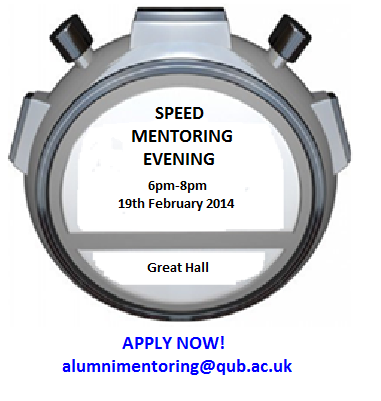 SPEED
MENTORING
EVENING
6pm-8pm
19th February 2014
Great Hall
APPLY NOW!
alumnimentoring@qub.ac.uk